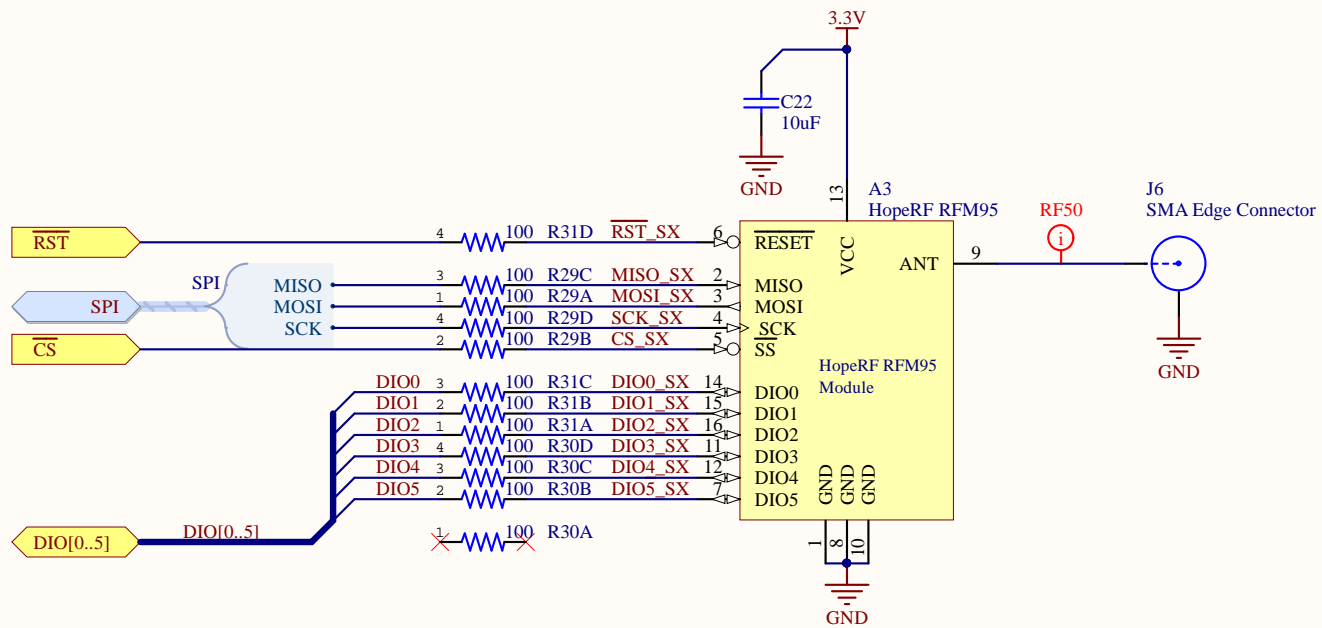 3.3V
C22
10uF
GND
13
A3
HopeRF RFM95
J6
SMA Edge Connector
RF50
i
RST
4
100
R31D
RST_SX
6
RESET
VCC
ANT
9
SPI
SPI
MISO
3
100
R29C
MISO_SX
2
MISO
MOSI
1
100
R29A
MOSI_SX
3
MOSI
SCK
4
100
R29D
SCK_SX
4
SCK
CS
2
100
R29B
CS_SX
5
SS
GND
HopeRF RFM95
Module
DIO0
3
100
R31C
DIO0_SX
14
DIO0
DIO1
2
100
R31B
DIO1_SX
15
DIO1
DIO2
1
100
R31A
DIO2_SX
16
DIO2
DIO3
4
100
R30D
DIO3_SX
11
DIO3
DIO4
3
100
R30C
DIO4_SX
12
DIO4
DIO5
2
100
R30B
DIO5_SX
7
DIO5
GND
GND
GND
DIO[0..5]
DIO[0..5]
1
100
R30A
1
8
10
GND